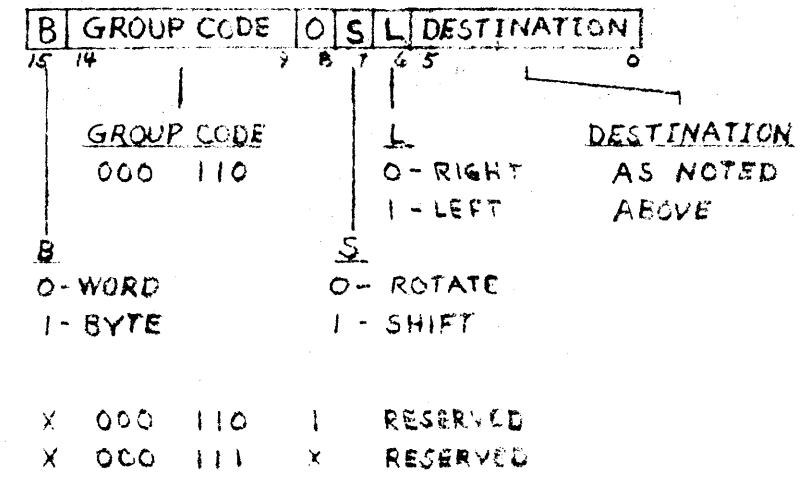 B GROUP CODE 0 S L DESTINATION
15 14 9 8 7 6 5 0
GROUP CODE L DESTINATION
000 110 0 - RIGHT AS NOTED
1 - LEFT ABOVE
B S
0 - WORD 0 - ROTATE
1 - BYTE 1 - SHIFT
X 000 110 1 RESERVED
X 000 111 X RESERVED